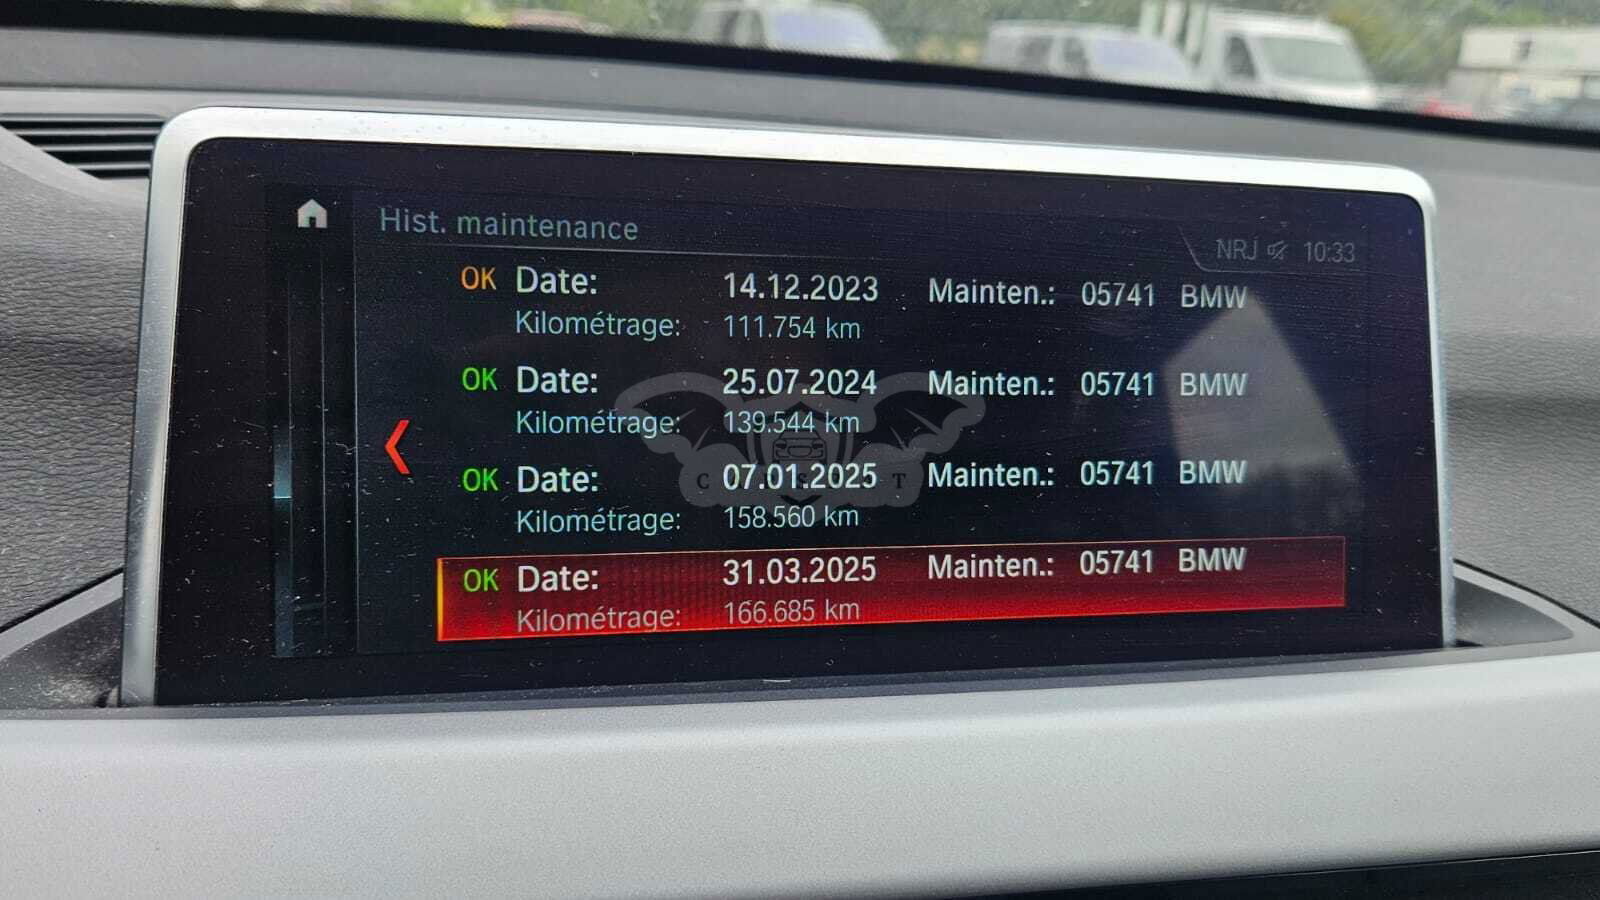 Hist. maintenance
NRJ 10:33
OK Date: 14.12.2023 Mainten.: 05741 BMW
Kilométrage: 111.754 km
OK Date: 25.07.2024 Mainten.: 05741 BMW
Kilométrage: 139.544 km
OK Date: 07.01.2025 Mainten.: 05741 BMW
Kilométrage: 158.560 km
OK Date: 31.03.2025 Mainten.: 05741 BMW
Kilométrage: 166.685 km